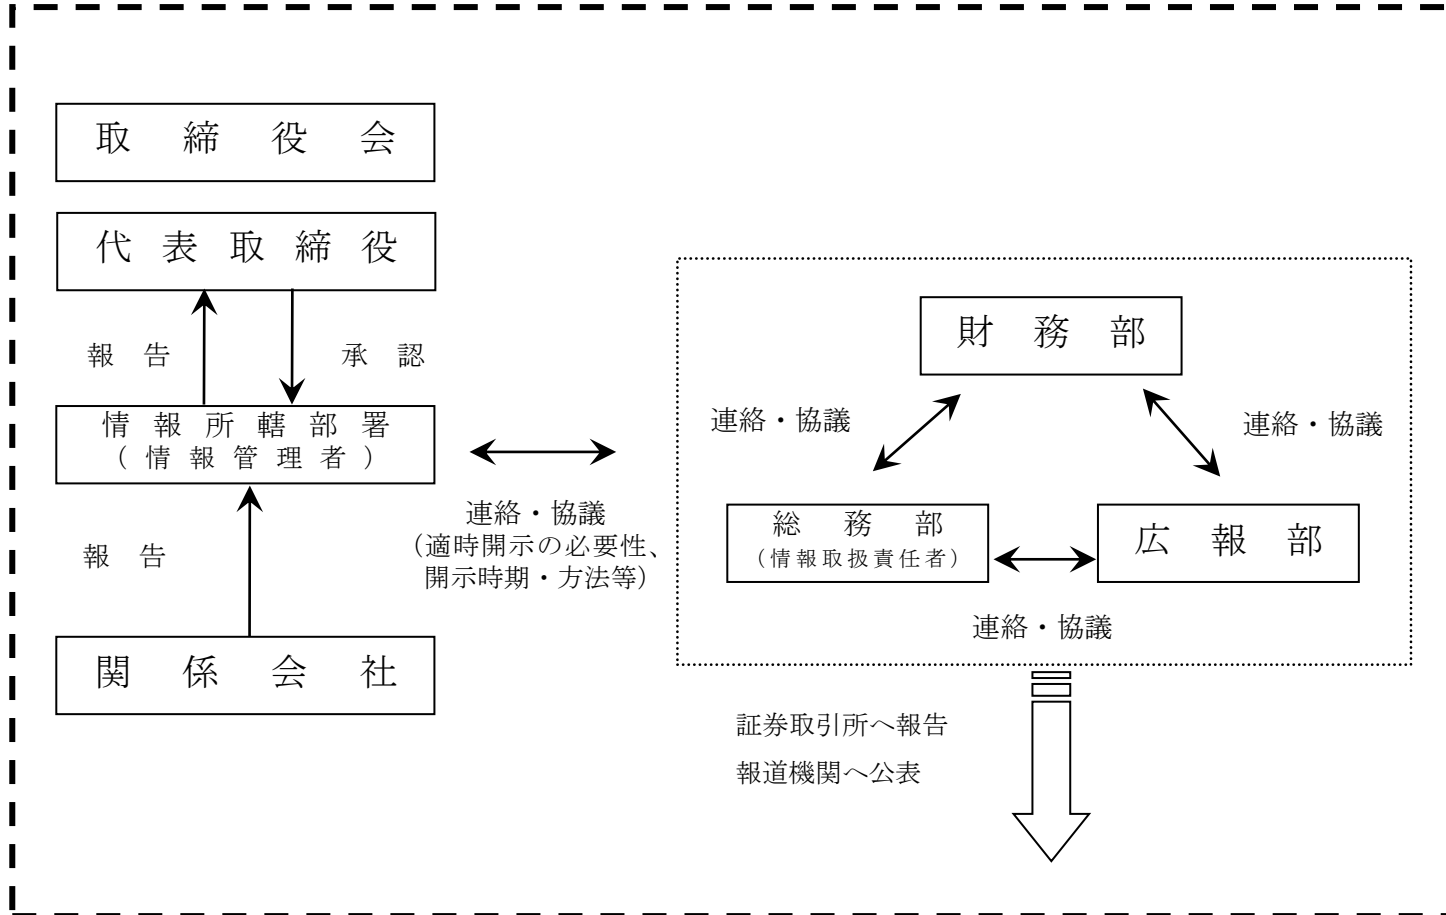 取締役会
代表取締役
報告
承認
情報所轄部署
(情報管理者)
報告
関係会社
連絡・協議
(適時開示の必要性、
開示時期・方法等)
財務部
連絡・協議
連絡・協議
総務部
(情報取扱責任者)
広報部
連絡・協議
証券取引所へ報告
報道機関へ公表